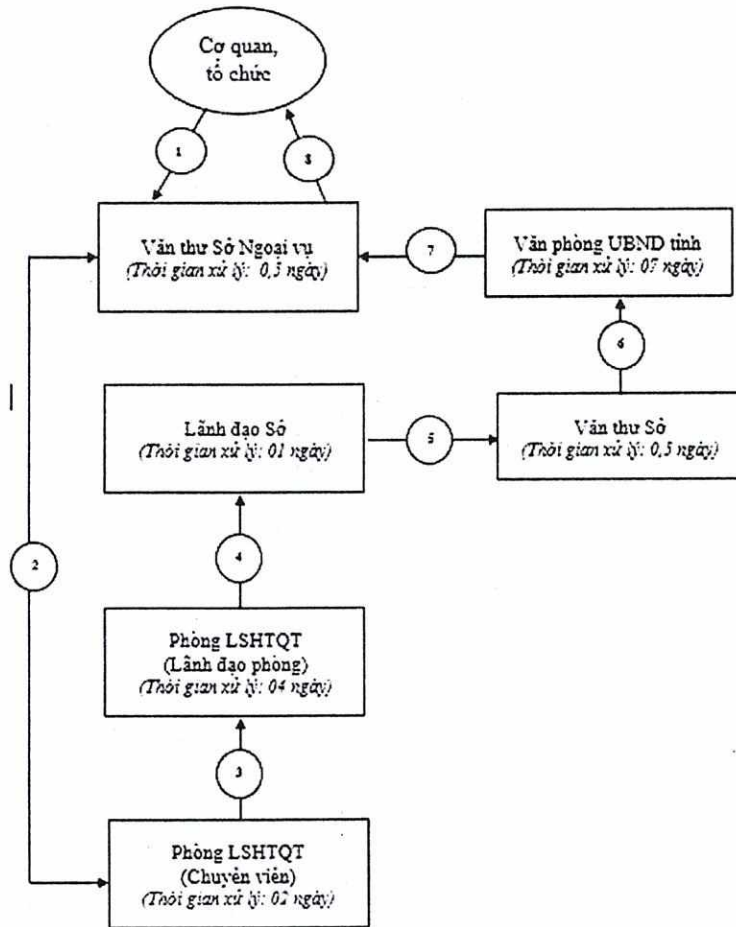 Cơ quan,
tổ chức
1
8
Văn thư Sở Ngoại vụ
(Thời gian xử lý: 0,5 ngày)
7
Văn phòng UBND tỉnh
(Thời gian xử lý: 07 ngày)
6
Lãnh đạo Sở
(Thời gian xử lý: 01 ngày)
5
Văn thư Sở
(Thời gian xử lý: 0,5 ngày)
2
4
Phòng LSHTQT
(Lãnh đạo phòng)
(Thời gian xử lý: 04 ngày)
3
Phòng LSHTQT
(Chuyên viên)
(Thời gian xử lý: 02 ngày)